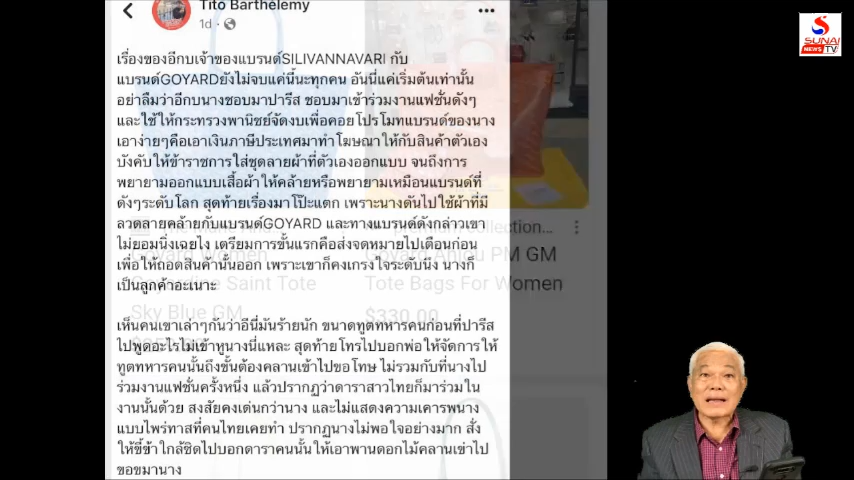 Tito Barthelemy
1d
SUNAI
NEWS TV
เรื่องของอีกบเจ้าของแบรนด์SILIVANNAVARI กับ
แบรนด์GOYARDยังไม่จบแค่นี้นะทุกคน อันนี้แค่เริ่มต้นเท่านั้น
อย่าลืมว่าอีกบนางชอบมาปารีส ชอบมาเข้าร่วมงานแฟชั่นดังๆ
และใช้ให้กระทรวงพานิชย์จัดงบเพื่อคอยโปรโมทแบรนด์ของนาง
เอาง่ายๆคือเอาเงินภาษีประเทศมาทำโฆษณาให้กับสินค้าตัวเอง
บังคับให้ข้าราชการใส่ชุดลายผ้าที่ตัวเองออกแบบ จนถึงการ
พยายามออกแบบเสื้อผ้าให้คล้ายหรือพยายามเหมือนแบรนด์ที่
ดังๆระดับโลก สุดท้ายเรื่องมาโป๊ะแตก เพราะนางดันไปใช้ผ้าที่มี
ลวดลายคล้ายกับแบรนด์GOYARD และทางแบรนด์ดังกล่าวเขา
ไม่ยอมนิ่งเฉยไง เตรียมการขั้นแรกคือส่งจดหมายไปเตือนก่อน
เพื่อให้ถอดสินค้านั้นออก เพราะเขาก็คงเกรงใจระดับนึง นางก็
เป็นลูกค้าอะเนาะ
collection...
Goyard Women
Saint Tote
Sky Blue GM
Goyard Anjou PM GM
Tote Bags For Women
$330.00
เห็นคนเขาเล่าๆกันว่าอีนี่มันร้ายนัก ขนาดทูตทหารคนก่อนที่ปารีส
ไปพูดอะไรไม่เข้าหูนางนี่แหละ สุดท้ายโทรไปบอกพ่อให้จัดการให้
ทูตทหารคนนั้นถึงขั้นต้องคลานเข้าไปขอโทษ ไม่รวมกับที่นางไป
ร่วมงานแฟชั่นครั้งหนึ่ง แล้วปรากฏว่าดาราสาวไทยก็มาร่วมใน
งานนั้นด้วย สงสัยคงเด่นกว่านาง และไม่แสดงความเคารพนาง
แบบไพร่ทาสที่คนไทยเคยทำ ปรากฏนางไม่พอใจอย่างมาก สั่ง
ให้ขี้ข้าใกล้ชิดไปบอกดาราคนนั้นให้เอาพานดอกไม้คลานเข่าไป
ขอขมานาง